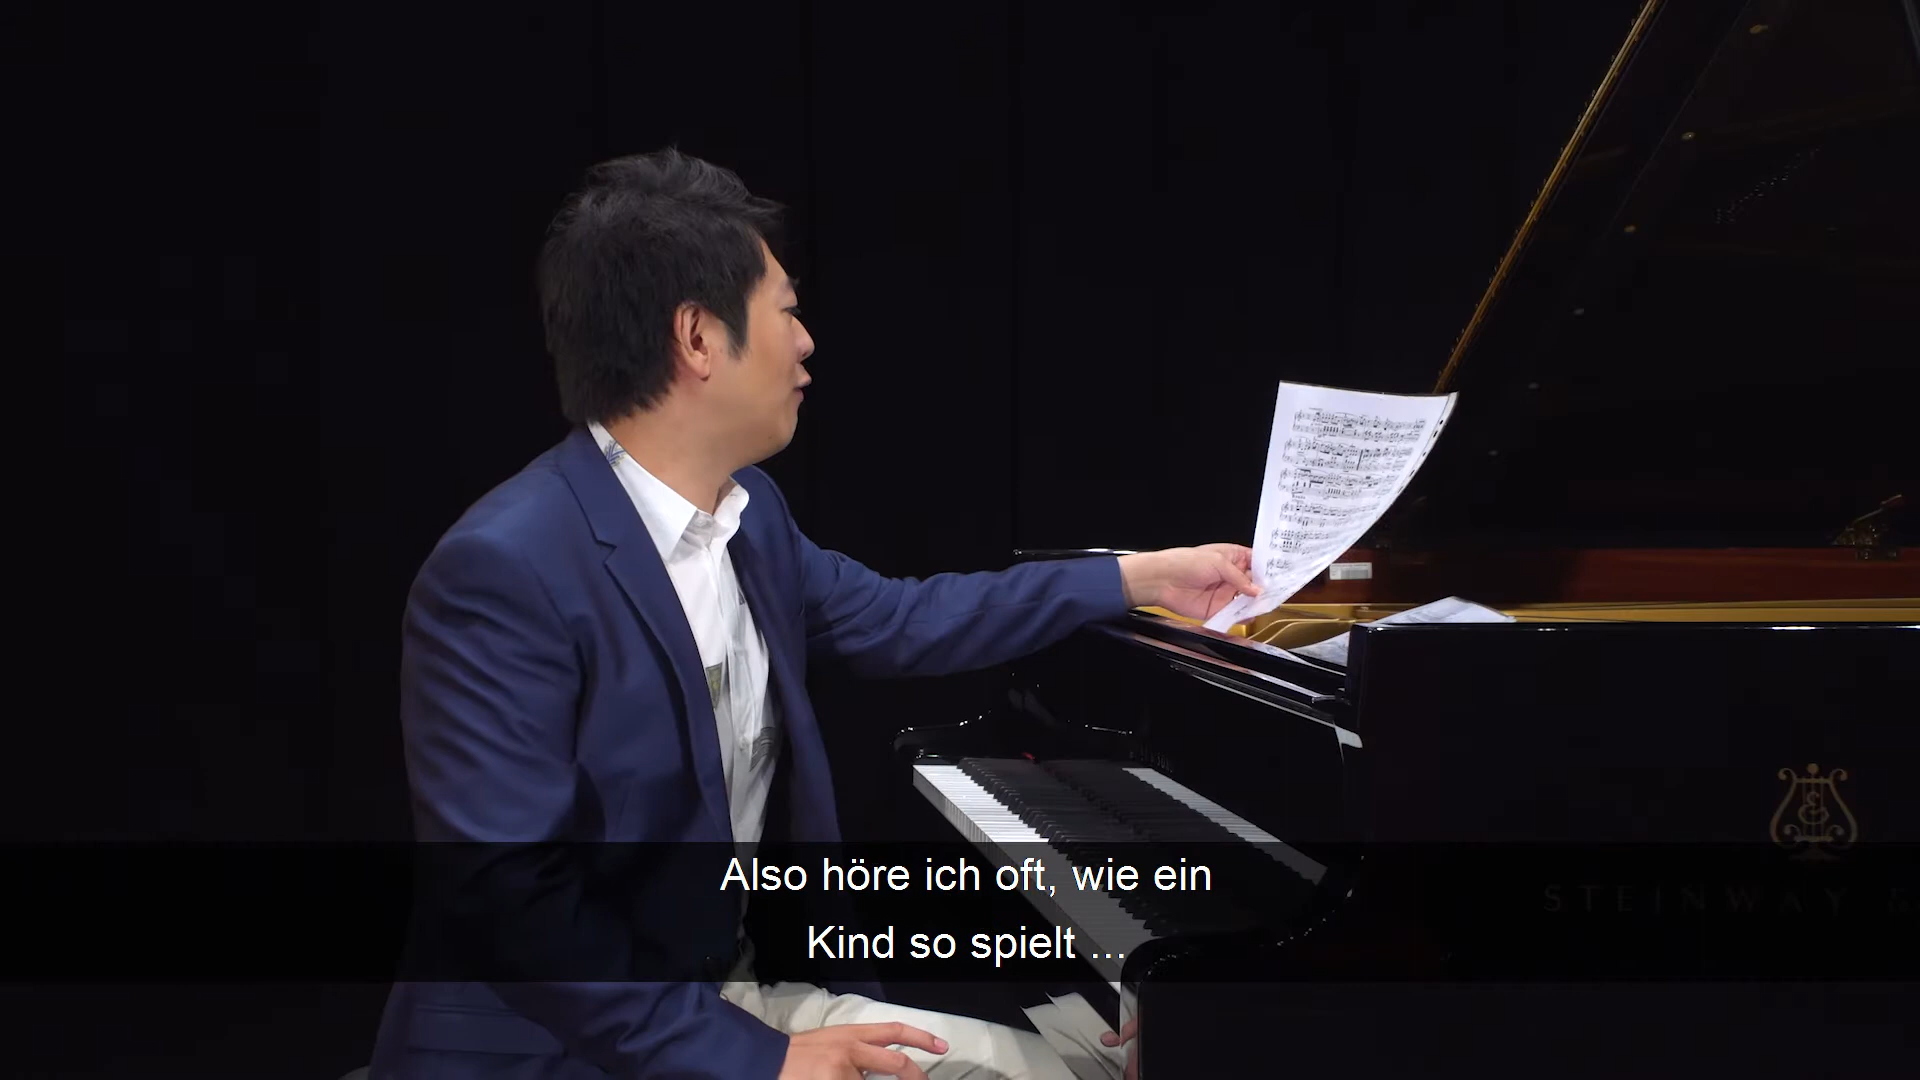 STEINWAY &
Also höre ich oft, wie ein
Kind so spielt ...